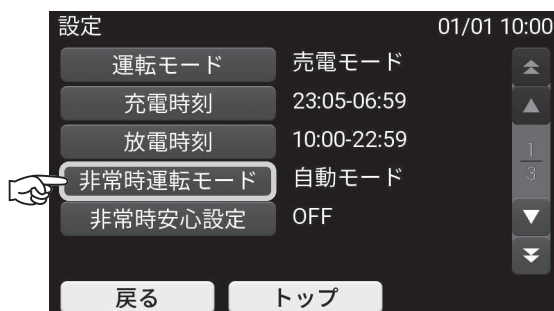 設定 01/01 10:00
運転モード 売電モード
充電時刻 23:05-06:59
放電時刻 10:00-22:59
1
非常時運転モード 自動モード
3
非常時安心設定 OFF
戻る トップ